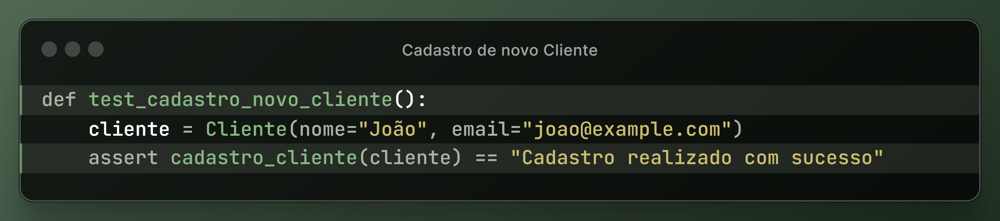 Cadastro de novo Cliente
def test_cadastro_novo_cliente():
    cliente = Cliente(nome="João", email="joao@example.com")
    assert cadastro_cliente(cliente) == "Cadastro realizado com sucesso"